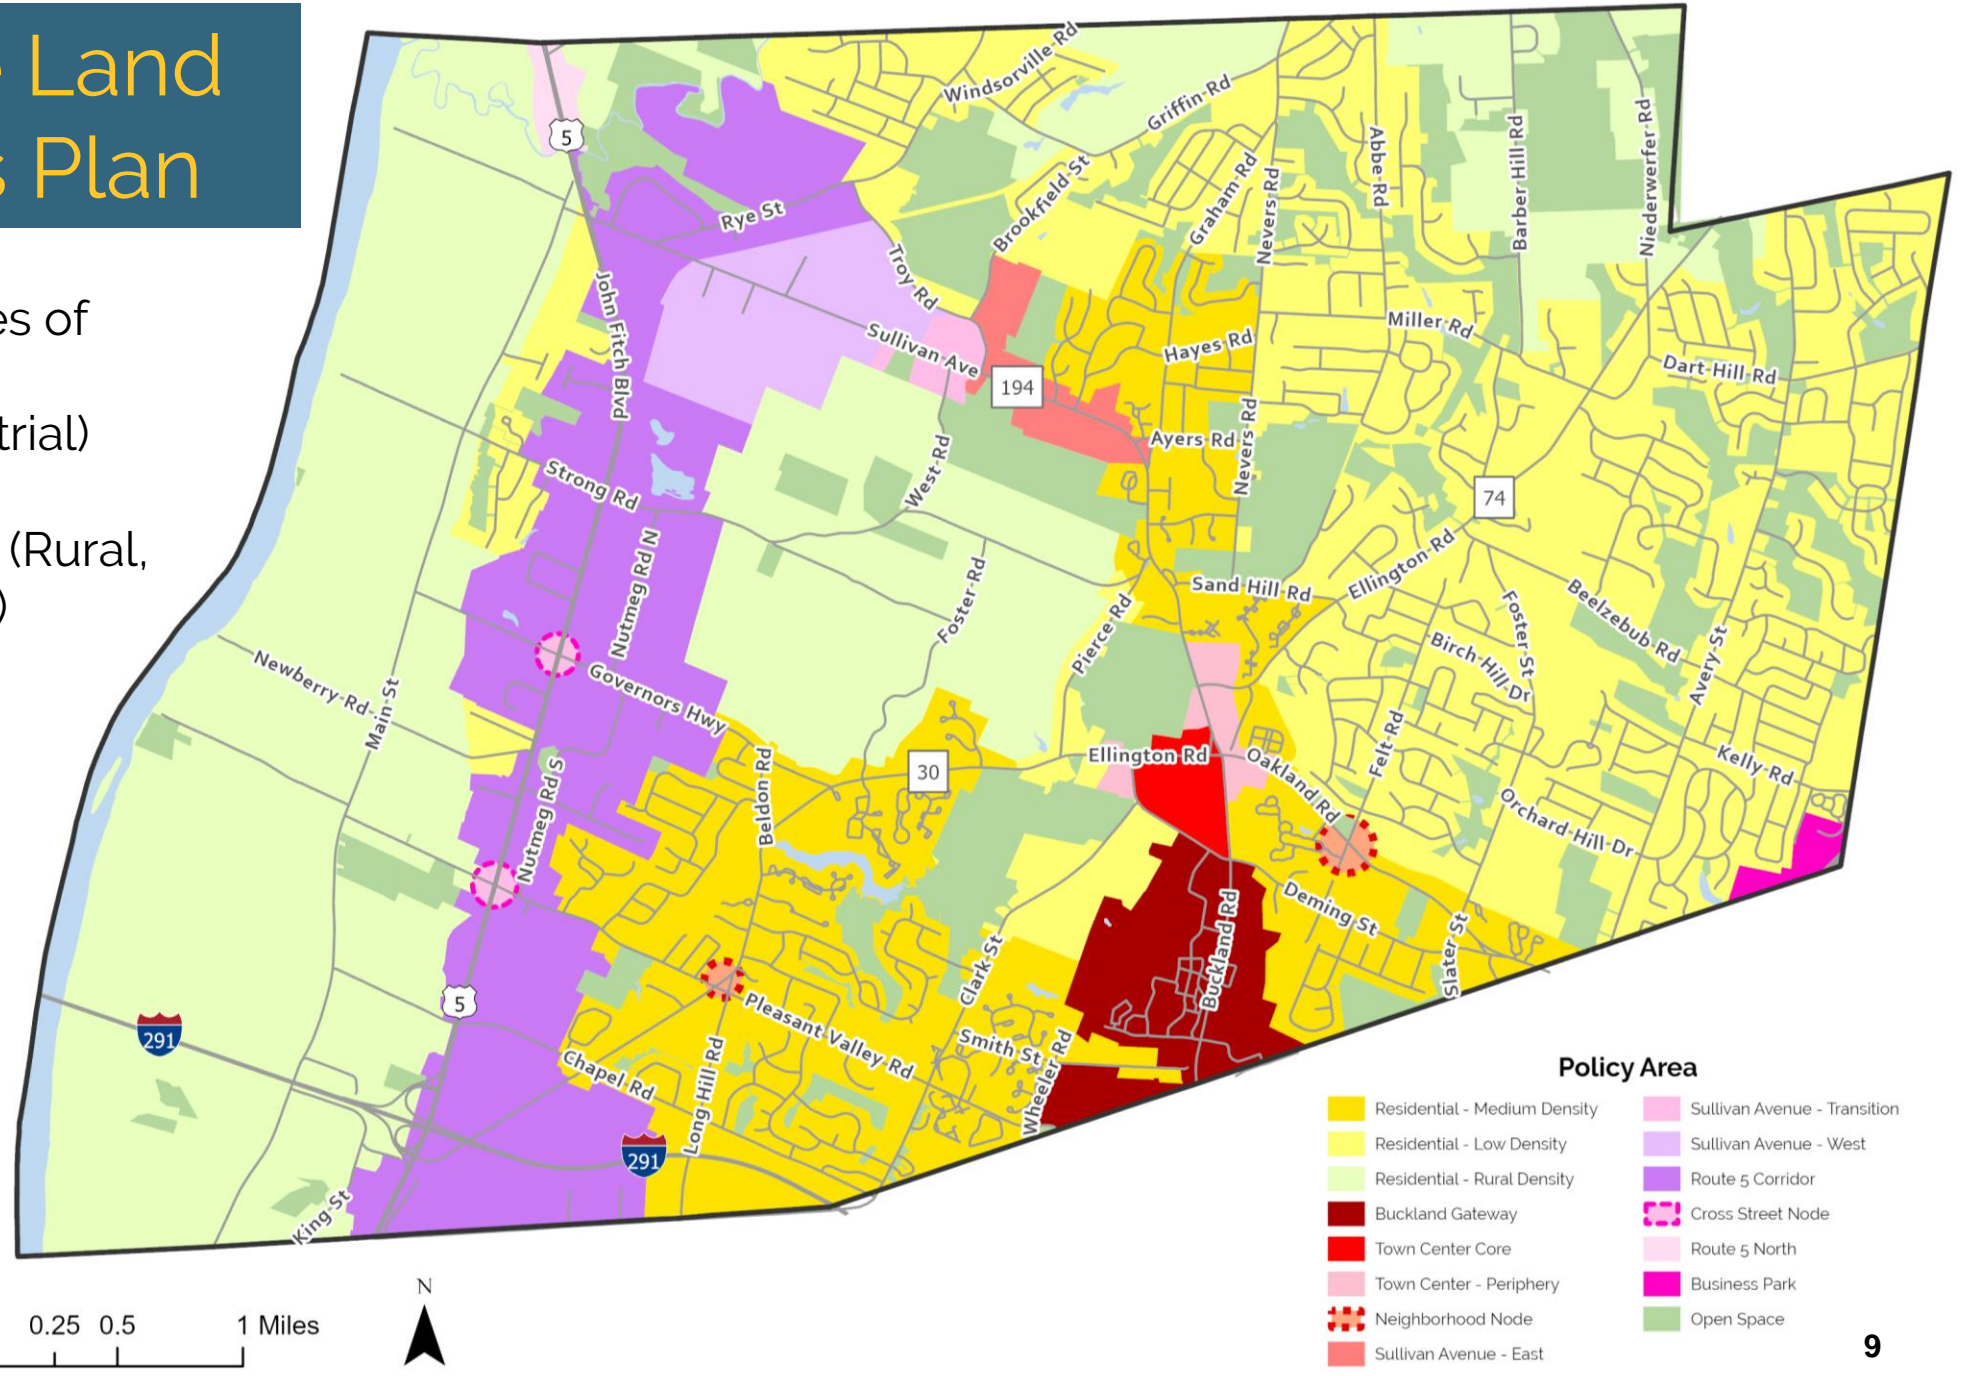 e Land
s Plan
es of
trial)
(Rural,
)
Windsorville Rd
Griffin Rd
5
Abbe Rd
Barber Hill Rd
Niederwerfer Rd
Brookfield St
Graham Rd
Nevers Rd
Rye St
Troy Rd
John Fitch Blvd
Sullivan Ave
Hayes Rd
Miller Rd
Dart Hill Rd
194
Ayers Rd
Nevers Rd
Strong Rd
West Rd
74
Nutmeg Rd N
Foster Rd
Sand Hill Rd
Ellington Rd
Pierce Rd
Foster St
Beelzebub Rd
Birch Hill Dr
Avery St
Newberry Rd
Main St
Governors Hwy
Felt Rd
Kelly Rd
Ellington Rd
30
Oakland Rd
Beldon Rd
Nutmeg Rd S
Orchard Hill Dr
Deming St
Buckland Rd
Slater St
Clark St
5
Pleasant Valley Rd
291
Smith St
Wheeler Rd
Chapel Rd
Long Hill Rd
291
King St
N
0.25 0.5 1 Miles
Policy Area
Residential - Medium Density
Residential - Low Density
Residential - Rural Density
Buckland Gateway
Town Center Core
Town Center - Periphery
Neighborhood Node
Sullivan Avenue - East
Sullivan Avenue - Transition
Sullivan Avenue - West
Route 5 Corridor
Cross Street Node
Route 5 North
Business Park
Open Space
9